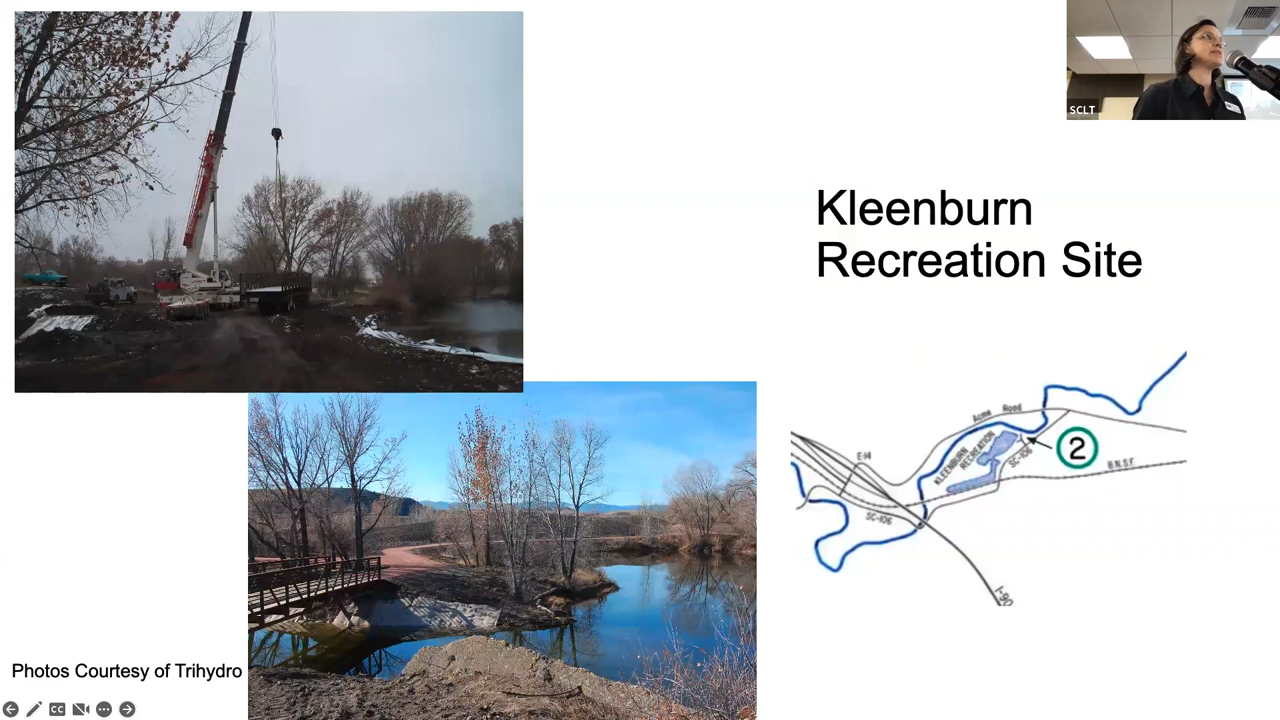 SCLT
Kleenburn
Recreation Site
Acme Road
2
KLEENBURN
RECREATION
SC-106
E-14
B.N.S.F.
SC-106
I-90
Photos Courtesy of Trihydro
CC